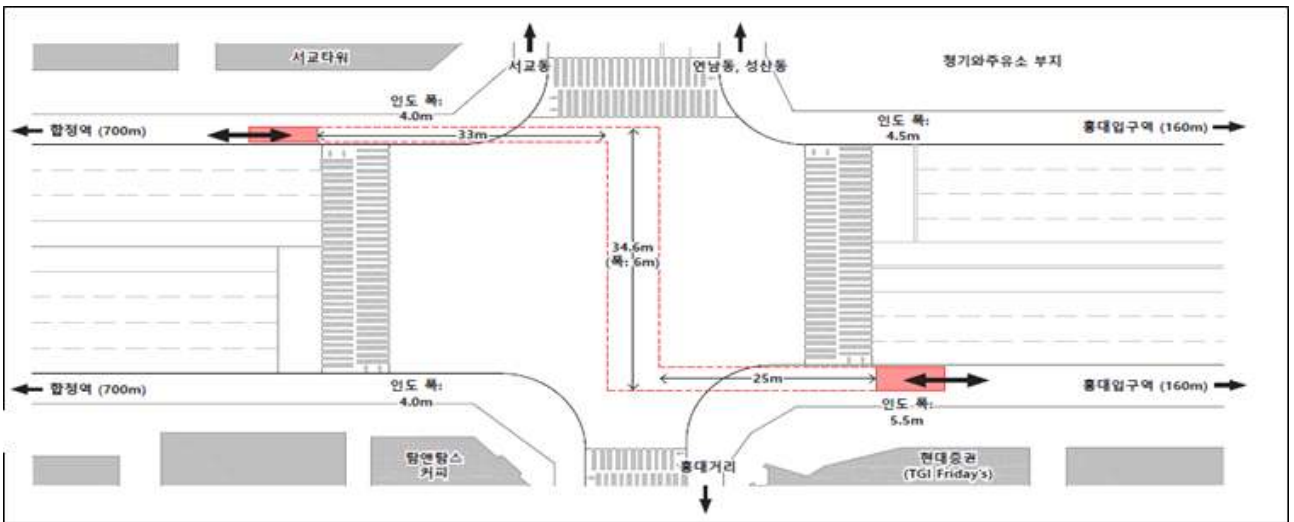 서교타워
서교동
연남동, 성산동
청기와주유소 부지
인도 폭:
4.0m
합정역 (700m)
33m
인도 폭:
4.5m
홍대입구역 (160m)
34.6m
(폭: 6m)
합정역 (700m)
인도 폭:
4.0m
25m
홍대입구역 (160m)
인도 폭:
5.5m
탐앤탐스
커피
홍대거리
현대증권
(TGI Friday's)